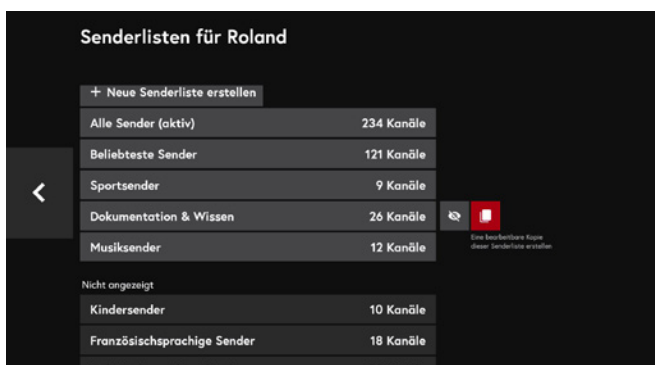 Senderlisten für Roland
+ Neue Senderliste erstellen
Alle Sender (aktiv) 234 Kanäle
Beliebteste Sender 121 Kanäle
Sportsender 9 Kanäle
Dokumentation & Wissen 26 Kanäle
Eine bearbeitbare Kopie
dieser Senderliste erstellen
Musiksender 12 Kanäle
Nicht angezeigt
Kindersender 10 Kanäle
Französischsprachige Sender 18 Kanäle